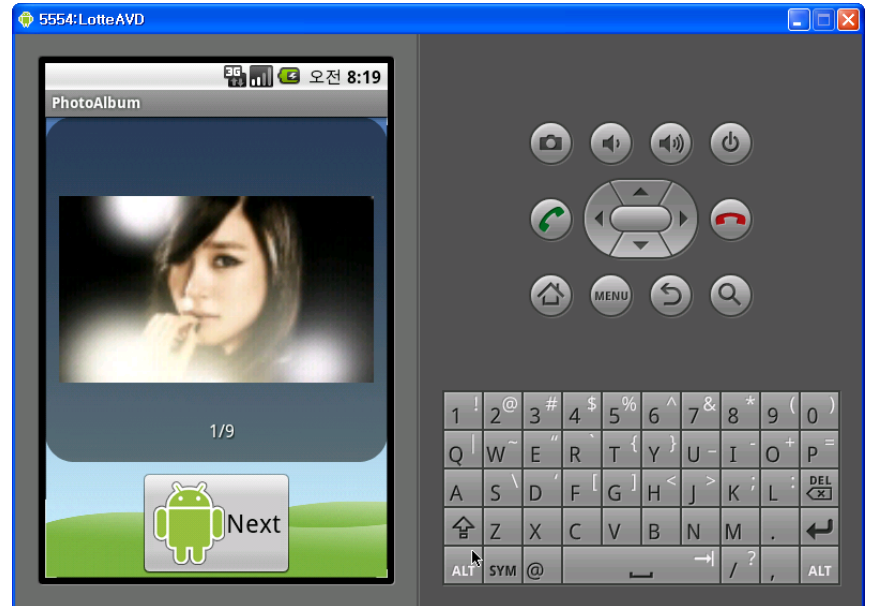 5554:LotteAVD
3G 오전 8:19
PhotoAlbum
1/9
Next
MENU
1 ! 2 @ 3 # 4 $ 5 % 6 ^ 7 & 8 * 9 ( 0 )
Q | W ~ E " R ` T { Y } U _ I - O + P =
A S \ D ' F [ G ] H < J > K ; L : DEL
Z X C V B N M .
ALT SYM @ / ? , ALT